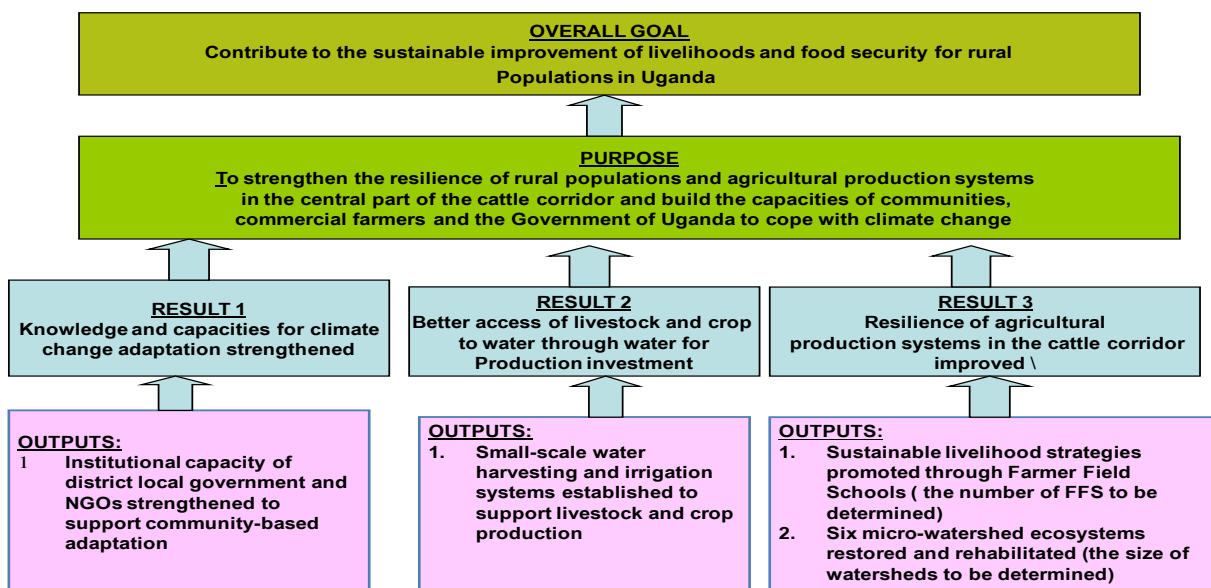 OVERALL GOAL
Contribute to the sustainable improvement of livelihoods and food security for rural
Populations in Uganda
PURPOSE
To strengthen the resilience of rural populations and agricultural production systems
in the central part of the cattle corridor and build the capacities of communities,
commercial farmers and the Government of Uganda to cope with climate change
RESULT 1
Knowledge and capacities for climate
change adaptation strengthened
RESULT 2
Better access of livestock and crop
to water through water for
Production investment
RESULT 3
Resilience of agricultural
production systems in the cattle corridor
improved \
OUTPUTS:
1 Institutional capacity of
district local government and
NGOs strengthened to
support community-based
adaptation
OUTPUTS:
1. Small-scale water
harvesting and irrigation
systems established to
support livestock and crop
production
OUTPUTS:
1. Sustainable livelihood strategies
promoted through Farmer Field
Schools ( the number of FFS to be
determined)
2. Six micro-watershed ecosystems
restored and rehabilitated (the size of
watersheds to be determined)